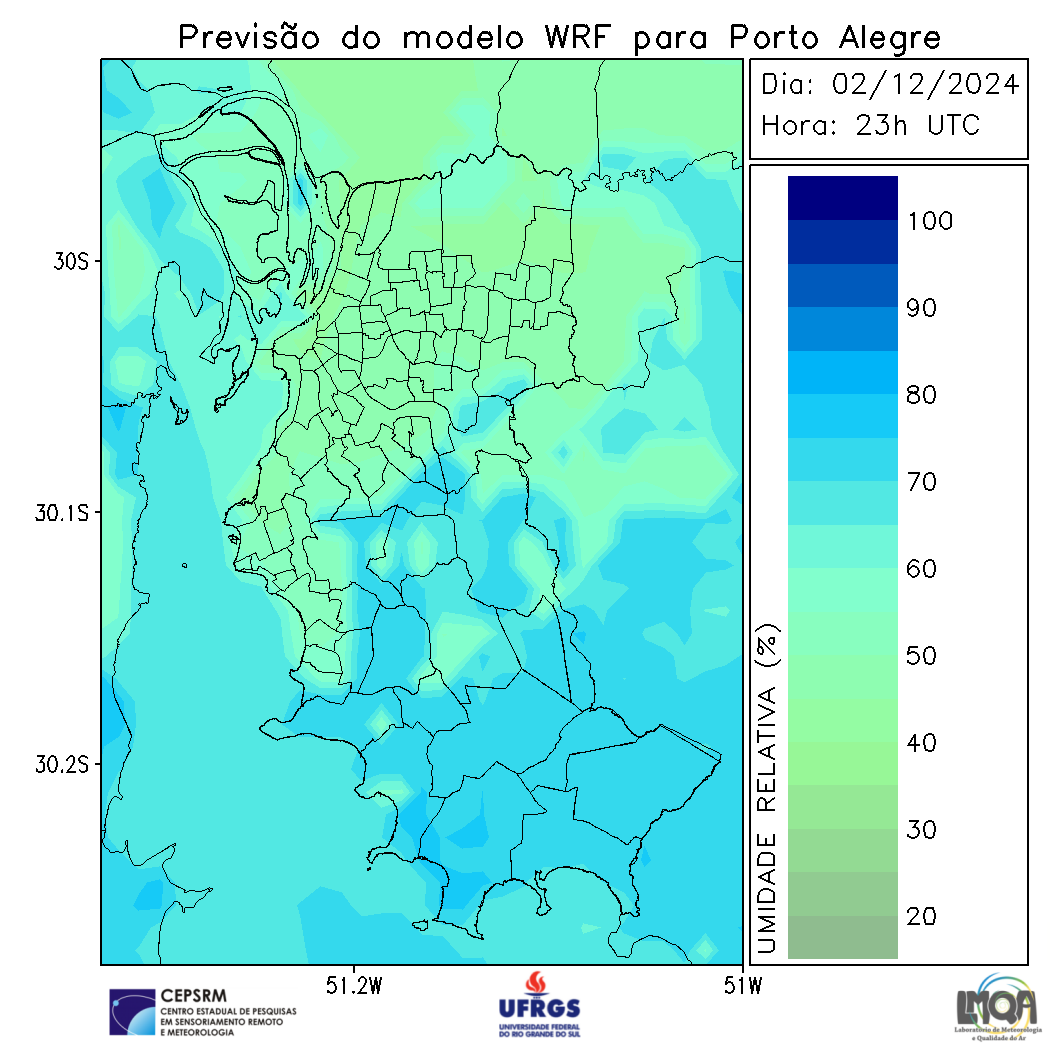 Previsão do modelo WRF para Porto Alegre
Dia: 02/12/2024
Hora: 23h UTC
30S
30.1S
30.2S
51.2W
51W
UMIDADE RELATIVA (%)
100
90
80
70
60
50
40
30
20
CEPSRM
CENTRO ESTADUAL DE PESQUISAS
EM SENSORIAMENTO REMOTO
E METEOROLOGIA
UFRGS
UNIVERSIDADE FEDERAL
DO RIO GRANDE DO SUL
LMQA
Laboratório de Meteorologia
e Qualidade do Ar